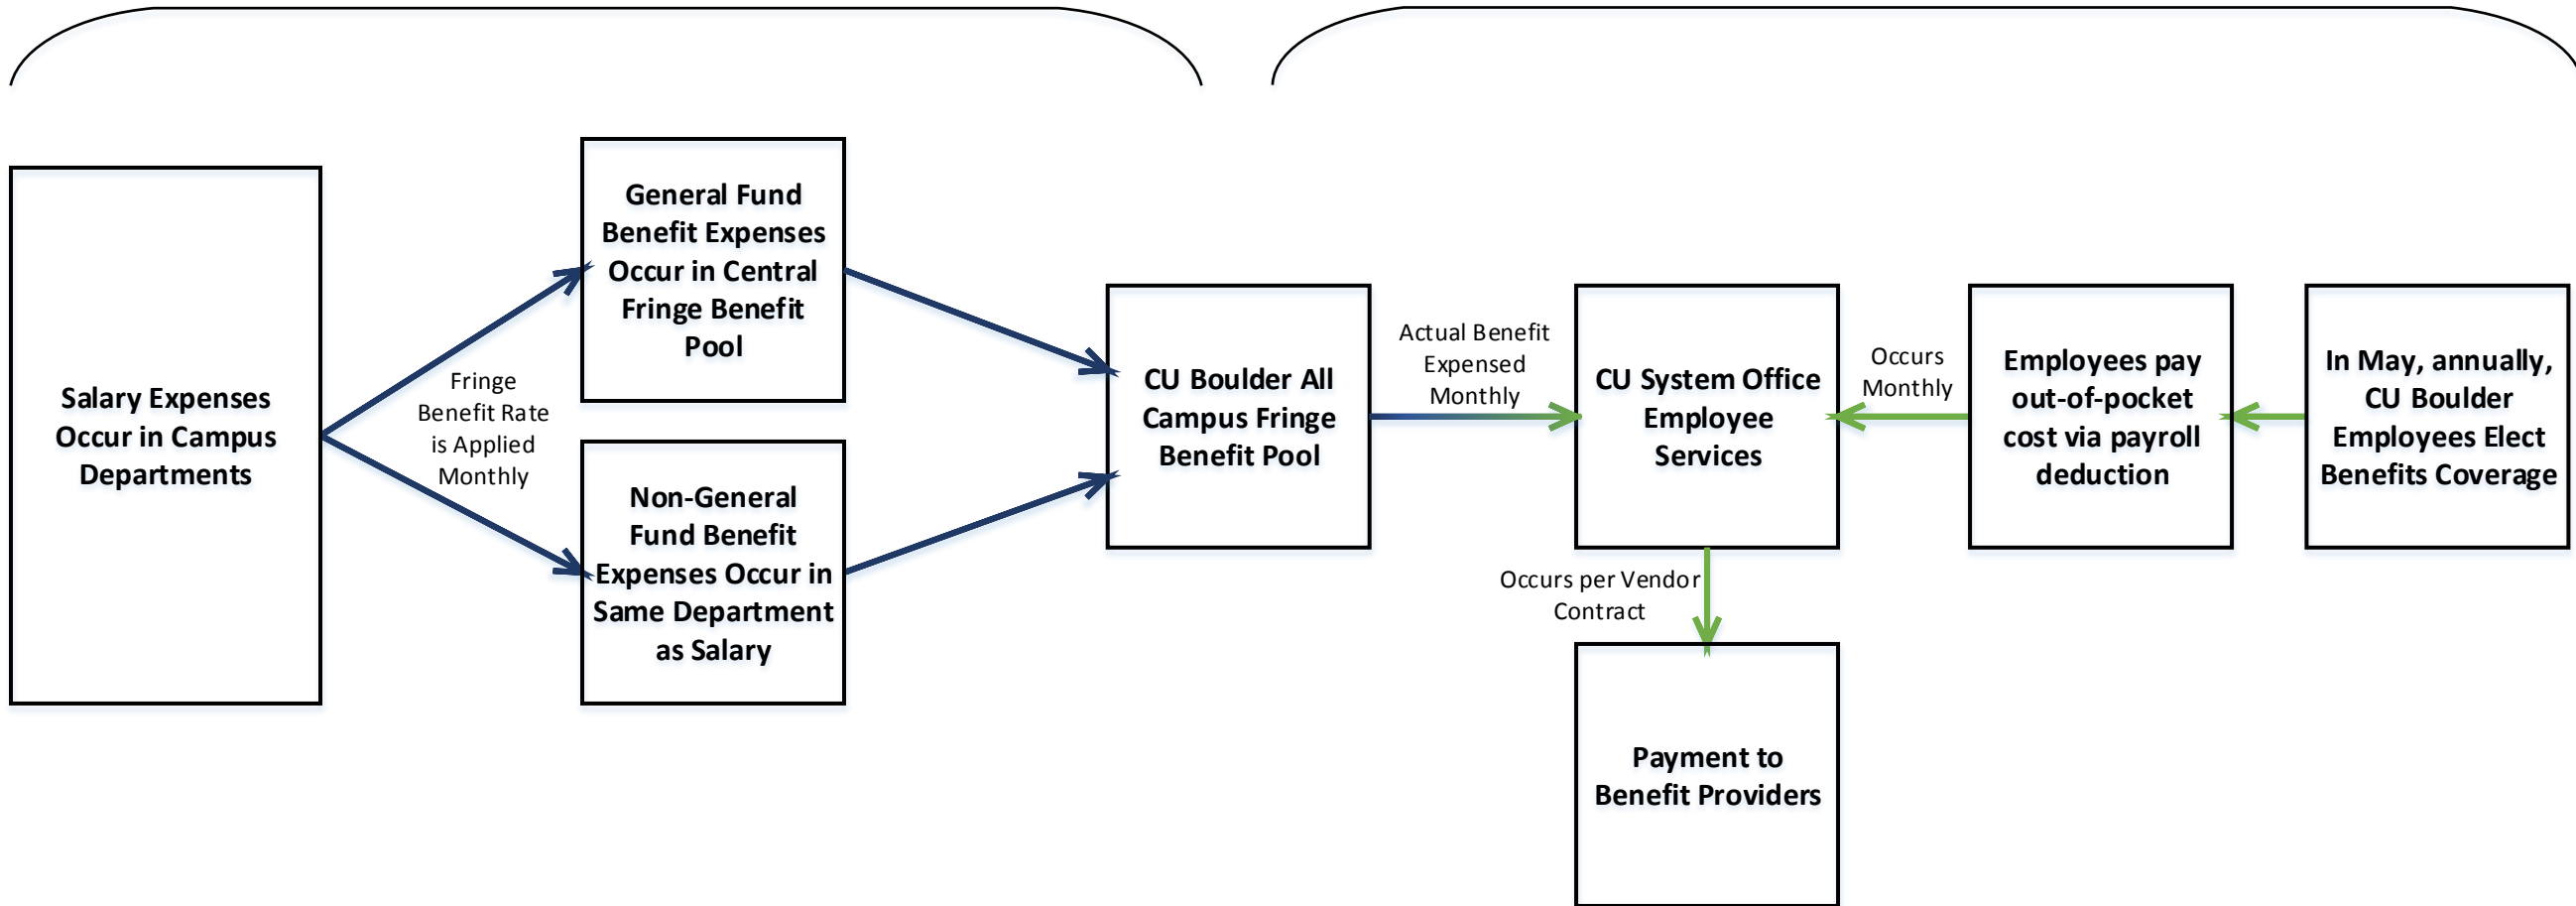 Salary Expenses
Occur in Campus
Departments
Fringe
Benefit Rate
is Applied
Monthly
General Fund
Benefit Expenses
Occur in Central
Fringe Benefit
Pool
Non-General
Fund Benefit
Expenses Occur in
Same Department
as Salary
CU Boulder All
Campus Fringe
Benefit Pool
Actual Benefit
Expensed
Monthly
CU System Office
Employee
Services
Occurs
Monthly
Employees pay
out-of-pocket
cost via payroll
deduction
In May, annually,
CU Boulder
Employees Elect
Benefits Coverage
Occurs per Vendor
Contract
Payment to
Benefit Providers